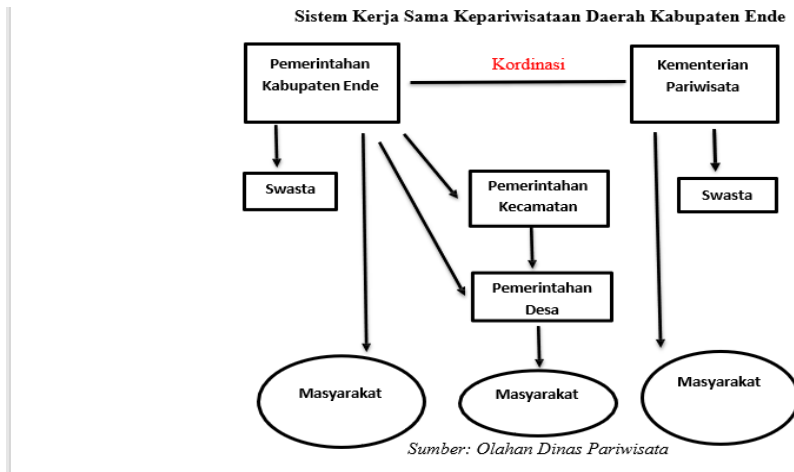 Sistem Kerja Sama Kepariwisataan Daerah Kabupaten Ende
Pemerintahan
Kabupaten Ende
Kordinasi
Kementerian
Pariwisata
Swasta
Pemerintahan
Kecamatan
Swasta
Pemerintahan
Desa
Masyarakat
Masyarakat
Masyarakat
Sumber: Olahan Dinas Pariwisata